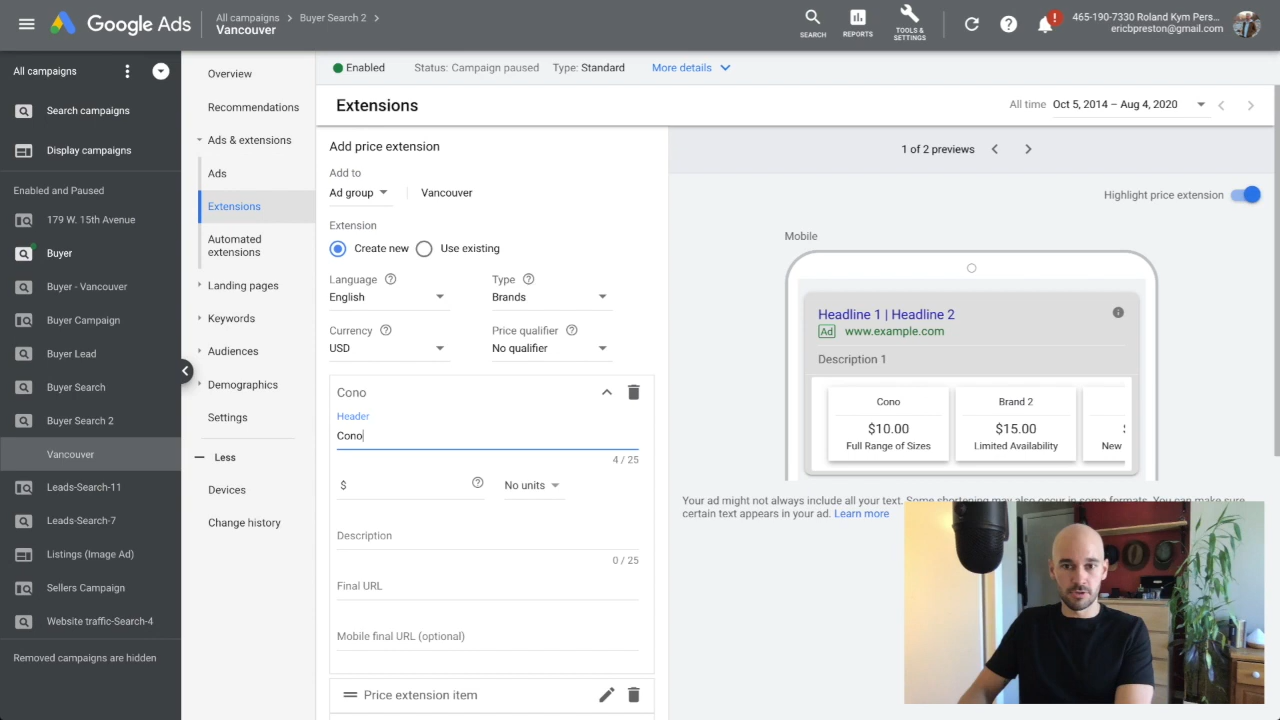 Google Ads
All campaigns
Buyer Search 2
Vancouver
SEARCH
REPORTS
TOOLS &
SETTINGS
465-190-7330 Roland Kym Pers...
ericbpreston@gmail.com
All campaigns
Search campaigns
Display campaigns
Enabled and Paused
179 W. 15th Avenue
Buyer
Buyer - Vancouver
Buyer Campaign
Buyer Lead
Buyer Search
Buyer Search 2
Vancouver
Leads-Search-11
Leads-Search-7
Listings (Image Ad)
Sellers Campaign
Website traffic-Search-4
Removed campaigns are hidden
Overview
Recommendations
Ads & extensions
Ads
Extensions
Automated
extensions
Landing pages
Keywords
Audiences
Demographics
Settings
Less
Devices
Change history
Enabled
Status: Campaign paused
Type: Standard
More details
Extensions
All time
Oct 5, 2014 – Aug 4, 2020
Add price extension
Add to
Ad group
Vancouver
Extension
Create new
Use existing
Language
English
Type
Brands
Currency
USD
Price qualifier
No qualifier
Cono
Header
Cono
4 / 25
$
No units
Description
0 / 25
Final URL
Mobile final URL (optional)
Price extension item
1 of 2 previews
Highlight price extension
Mobile
Headline 1 | Headline 2
Ad www.example.com
Description 1
Cono
$10.00
Full Range of Sizes
Brand 2
$15.00
Limited Availability
New
Your ad might not always include all your text. Some shortening may also occur in some formats. You can make sure
certain text appears in your ad. Learn more